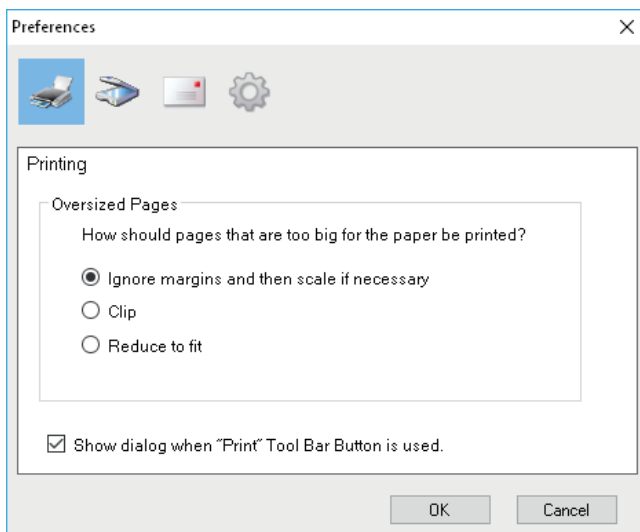 Preferences
Printing
Oversized Pages
How should pages that are too big for the paper be printed?
Ignore margins and then scale if necessary
Clip
Reduce to fit
Show dialog when "Print" Tool Bar Button is used.
OK Cancel